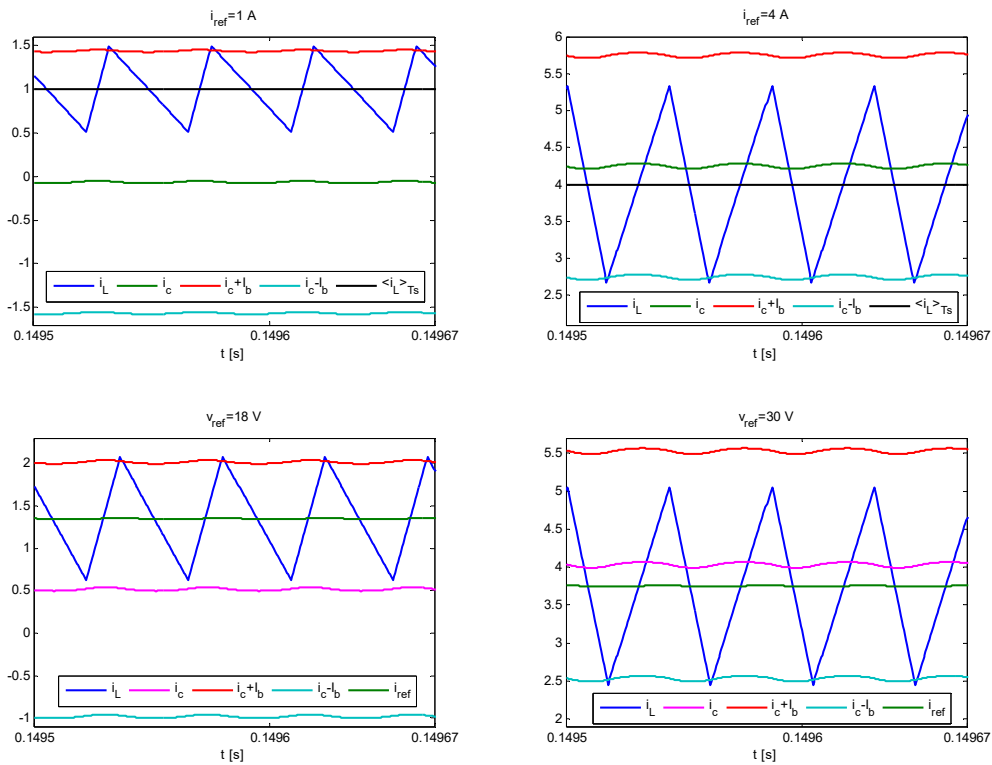 i_ref=1 A
1.5
1
0.5
0
-0.5
-1
-1.5
i_L i_c i_c+I_b i_c-I_b <i_L>_Ts
0.1495 0.1496 0.14967
t [s]
i_ref=4 A
6
5.5
5
4.5
4
3.5
3
2.5
i_L i_c i_c+I_b i_c-I_b <i_L>_Ts
0.1495 0.1496 0.14967
t [s]
v_ref=18 V
2
1.5
1
0.5
0
-0.5
-1
i_L i_c i_c+I_b i_c-I_b i_ref
0.1495 0.1496 0.14967
t [s]
v_ref=30 V
5.5
5
4.5
4
3.5
3
2.5
2
i_L i_c i_c+I_b i_c-I_b i_ref
0.1495 0.1496 0.14967
t [s]